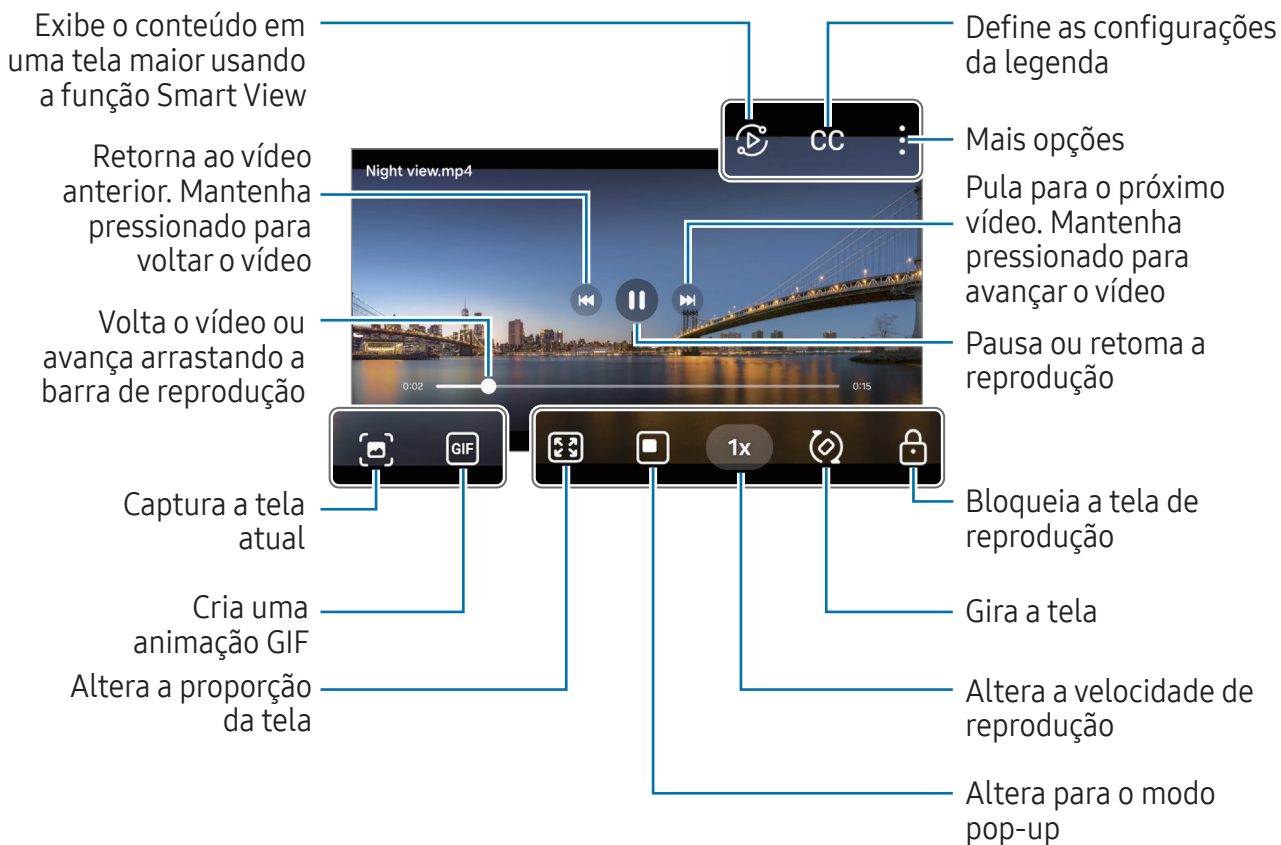 Exibe o conteúdo em
uma tela maior usando
a função Smart View
Define as configurações
da legenda
CC
Mais opções
Retorna ao vídeo
anterior. Mantenha
pressionado para
voltar o vídeo
Night view.mp4
Pula para o próximo
vídeo. Mantenha
pressionado para
avançar o vídeo
Volta o vídeo ou
avança arrastando a
barra de reprodução
Pausa ou retoma a
reprodução
0:02
0:15
GIF
1x
Captura a tela
atual
Bloqueia a tela de
reprodução
Cria uma
animação GIF
Gira a tela
Altera a proporção
da tela
Altera a velocidade de
reprodução
Altera para o modo
pop-up